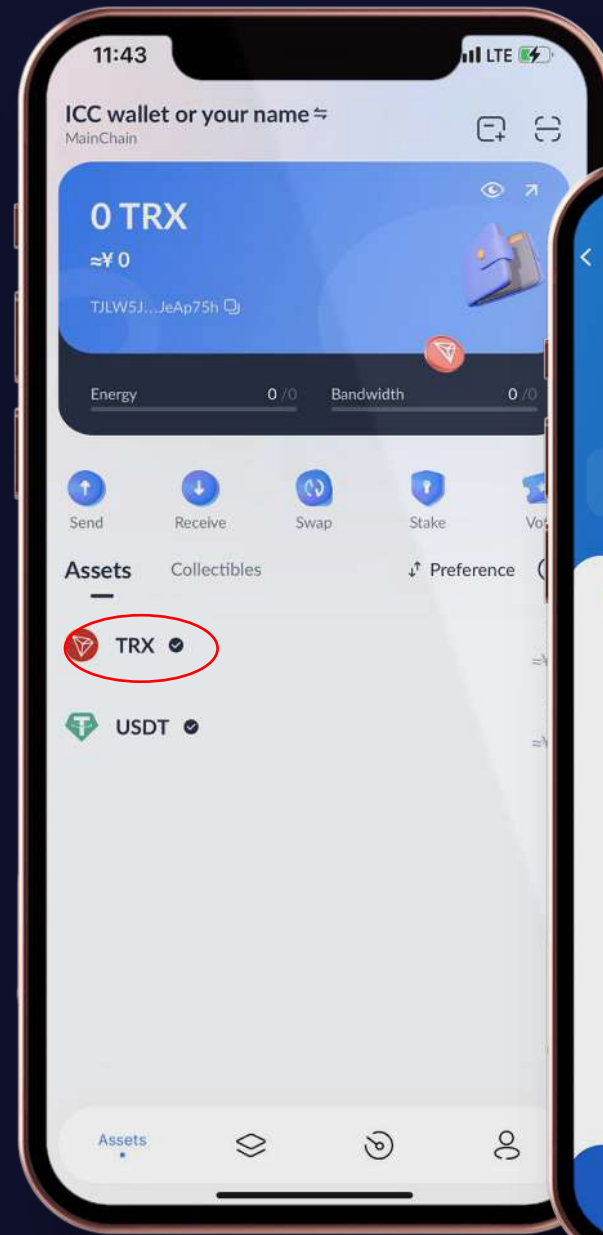 11:43 LTE
ICC wallet or your name
MainChain
0 TRX
≈¥ 0
TJLW5J...JeAp75h
Energy 0 /0 Bandwidth 0 /0
Send Receive Swap Stake
Assets Collectibles Preference
TRX
≈¥
USDT
≈¥
Assets